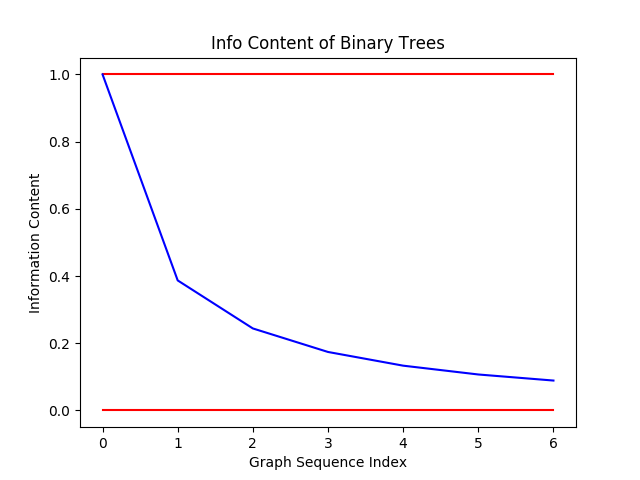 Info Content of Binary Trees
Information Content
1.0
0.8
0.6
0.4
0.2
0.0
0 1 2 3 4 5 6
Graph Sequence Index